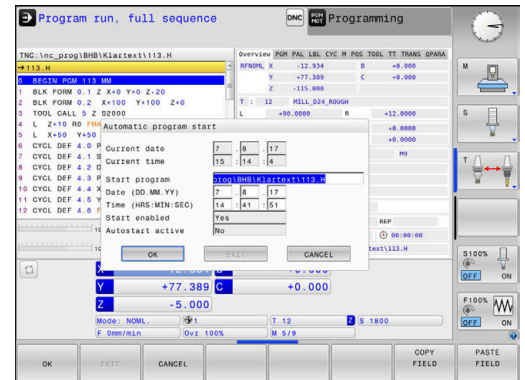 Program run, full sequence
DNC
PGM MGT
Programming
TNC:\nc_prog\BHB\Klartext\113.H
→113.H
Overview PGM PAL LBL CYC M POS TOOL TT TRANS QPARA
0 BEGIN PGM 113 MM
1 BLK FORM 0.1 Z X+0 Y+0 Z-20
2 BLK FORM 0.2 X+100 Y+100 Z+0
3 TOOL CALL 5 Z S2000
4 L Z+10 R0
5 L X+50 Y+50
6 CYCL DEF 4.0 P
7 CYCL DEF 4.1 S
8 CYCL DEF 4.2
9 CYCL DEF 4.3 P
10 CYCL DEF 4.4 X
11 CYCL DEF 4.5 Y
12 CYCL DEF 4.6 F
RFNOML X -12.934 B +0.000
Y +77.389 C +0.000
Z -115.000
T : 12 MILL_D24_ROUGH
L +90.0000 R +12.0000
+0.0000
+0.0000
M9
REP
00:00:00
text\113.H
Automatic program start
Current date 7 . 8 . 17
Current time 15 : 14 : 4
Start program prog\BHB\Klartext\113.H
Date (DD.MM.YY) 7 . 8 . 17
Time (HRS:MIN:SEC) 14 : 41 : 51
Start enabled Yes
Autostart active No
OK EXIT CANCEL
X
Y +77.389 C +0.000
Z -5.000
Mode: NOML. 1 T 12 Z S 1800
F 0mm/min Ovr 100% M 5/9
M
S
T
S100%
OFF ON
F100%
OFF ON
OK EXIT CANCEL COPY FIELD PASTE FIELD